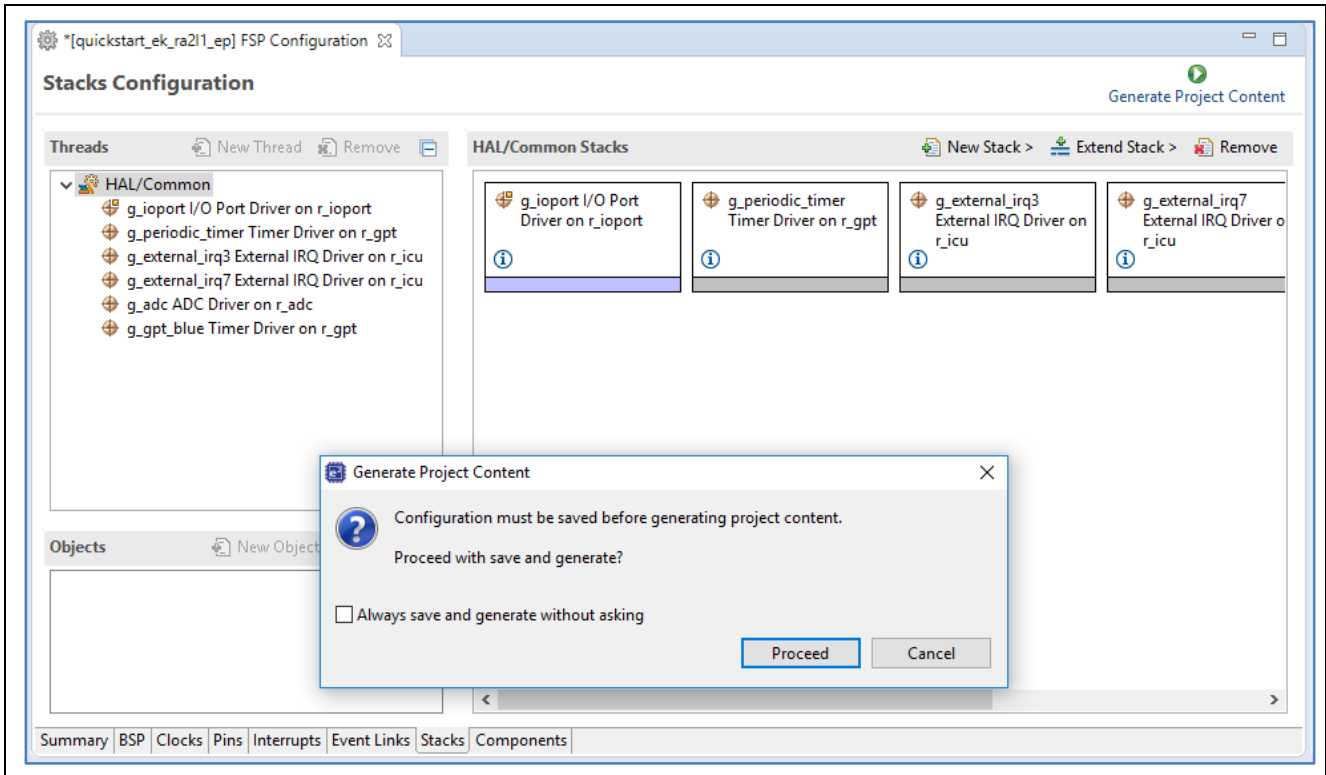 *[quickstart_ek_ra2l1_ep] FSP Configuration
Stacks Configuration
Generate Project Content
Threads
New Thread
Remove
HAL/Common
g_ioport I/O Port Driver on r_ioport
g_periodic_timer Timer Driver on r_gpt
g_external_irq3 External IRQ Driver on r_icu
g_external_irq7 External IRQ Driver on r_icu
g_adc ADC Driver on r_adc
g_gpt_blue Timer Driver on r_gpt
HAL/Common Stacks
New Stack >
Extend Stack >
Remove
g_ioport I/O Port
Driver on r_ioport
g_periodic_timer
Timer Driver on r_gpt
g_external_irq3
External IRQ Driver on
r_icu
g_external_irq7
External IRQ Driver o
r_icu
Objects
New Object
Generate Project Content
Configuration must be saved before generating project content.
Proceed with save and generate?
Always save and generate without asking
Proceed
Cancel
Summary
BSP
Clocks
Pins
Interrupts
Event Links
Stacks
Components